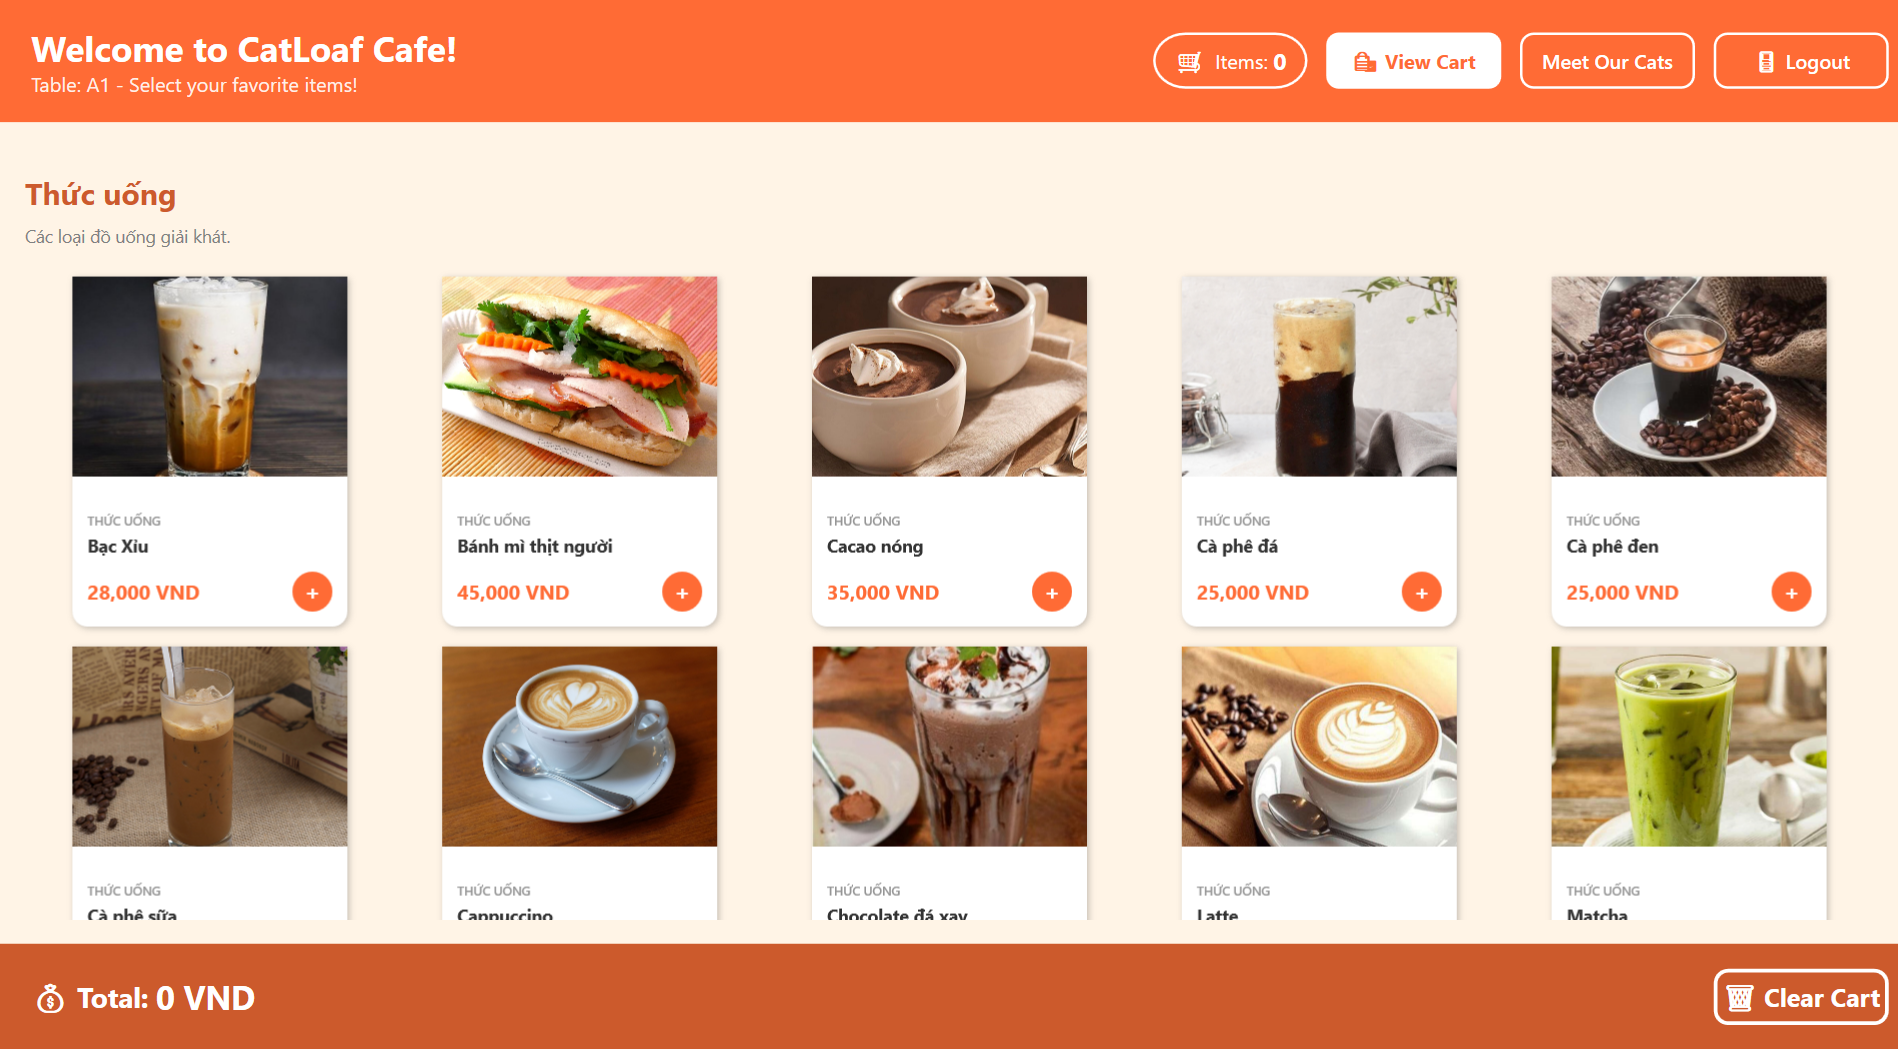 Welcome to CatLoaf Cafe!
Table: A1 - Select your favorite items!
Items: 0
View Cart
Meet Our Cats
Logout
Thức uống
Các loại đồ uống giải khát.
THỨC UỐNG
Bạc Xỉu
28,000 VND
+
THỨC UỐNG
Bánh mì thịt người
45,000 VND
+
THỨC UỐNG
Cacao nóng
35,000 VND
+
THỨC UỐNG
Cà phê đá
25,000 VND
+
THỨC UỐNG
Cà phê đen
25,000 VND
+
THỨC UỐNG
Cà phê sữa
THỨC UỐNG
Cappuccino
THỨC UỐNG
Chocolate đá xay
THỨC UỐNG
Latte
THỨC UỐNG
Matcha
Total: 0 VND
Clear Cart